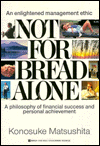 An enlightened management ethic
NOT
FOR
BREAD
ALONE
A philosophy of financial success and
personal achievement
Konosuke Matsushita